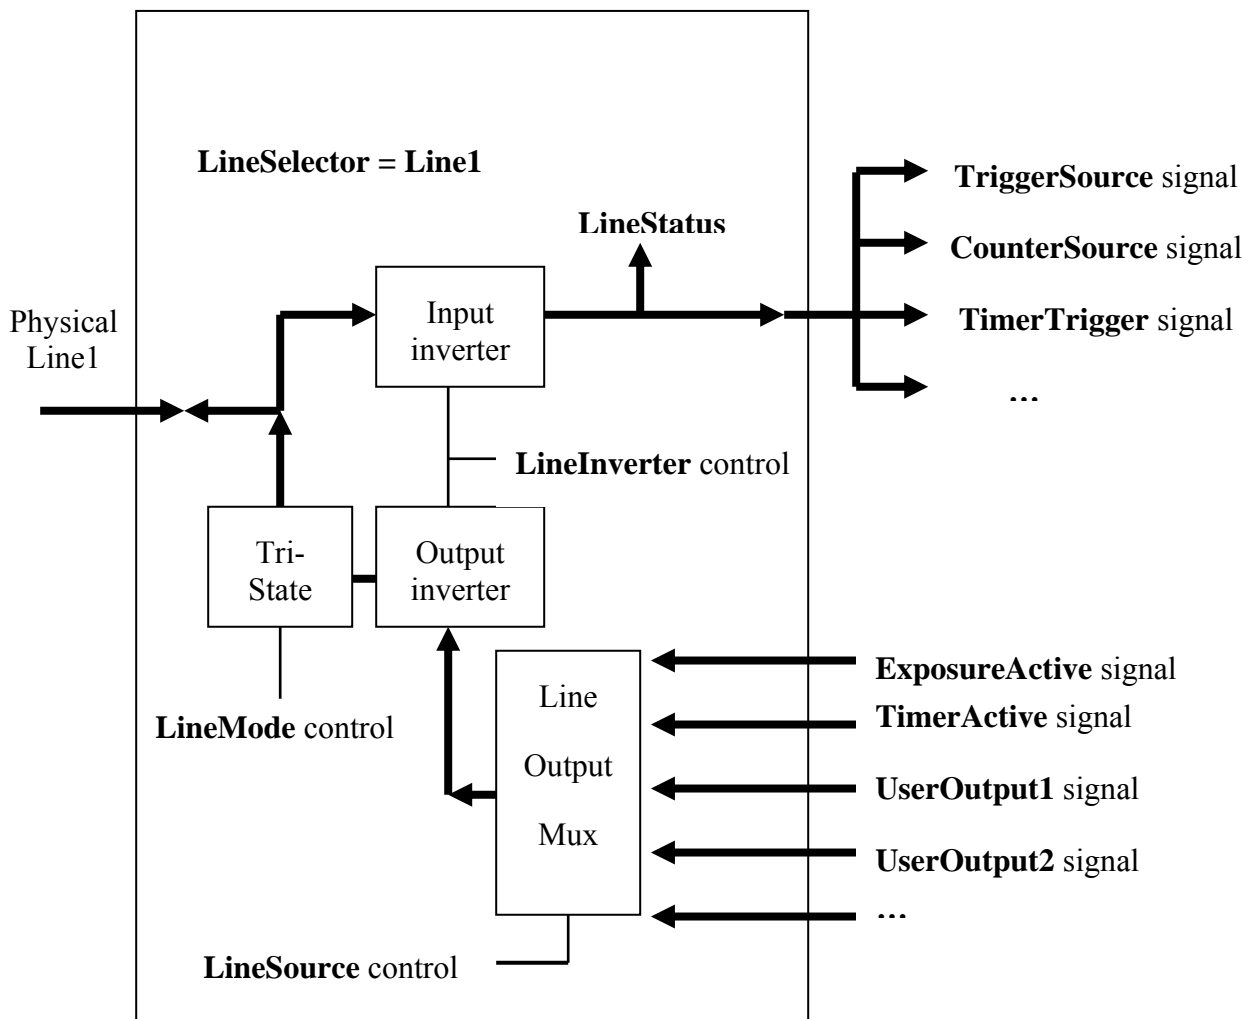 LineSelector = Line1
TriggerSource signal
LineStatus
CounterSource signal
Physical
Line1
Input
inverter
TimerTrigger signal
...
LineInverter control
Tri-
State
Output
inverter
LineMode control
Line
Output
Mux
ExposureActive signal
TimerActive signal
UserOutput1 signal
UserOutput2 signal
...
LineSource control